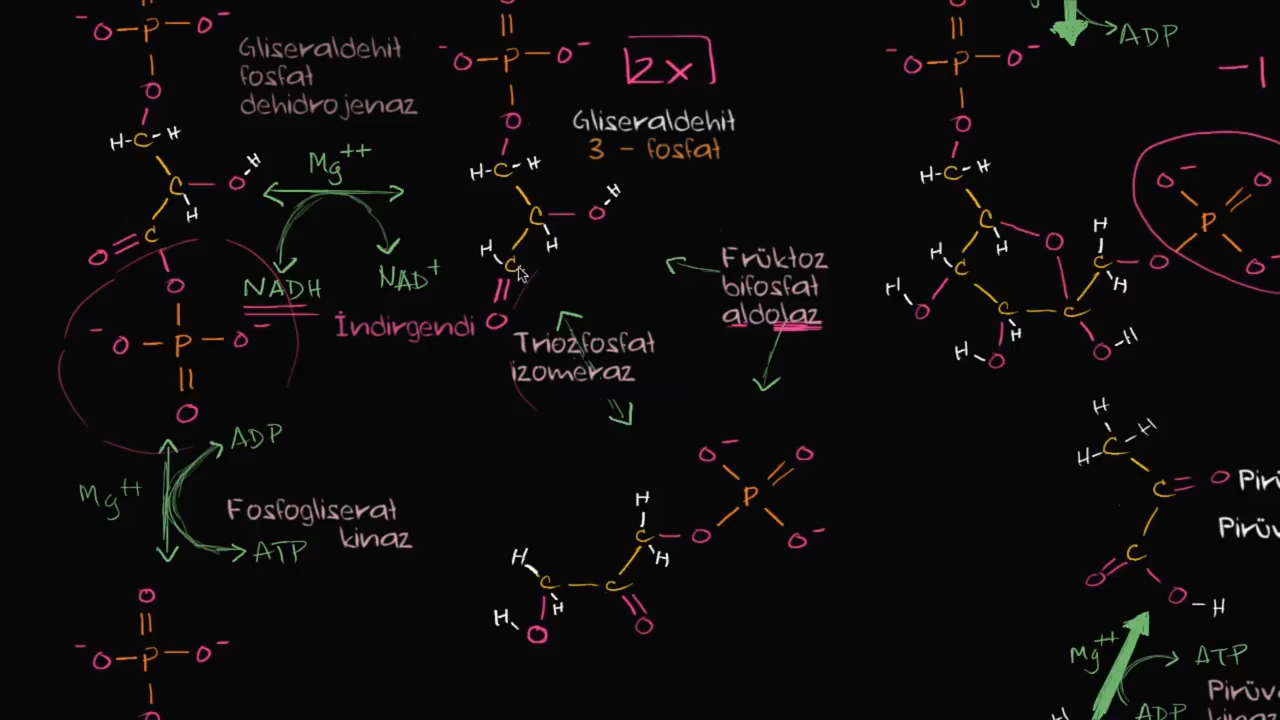 Gliseraldehit
fosfat
dehidrojenaz
2x
Gliseraldehit
3 - fosfat
ADP
Mg++
NADH
NAD+
İndirgendi
Früktoz
bifosfat
aldolaz
Triozfosfat
izomeraz
ADP
Mg++
Fosfogliserat
kinaz
ATP
Mg++
ATP
ADP